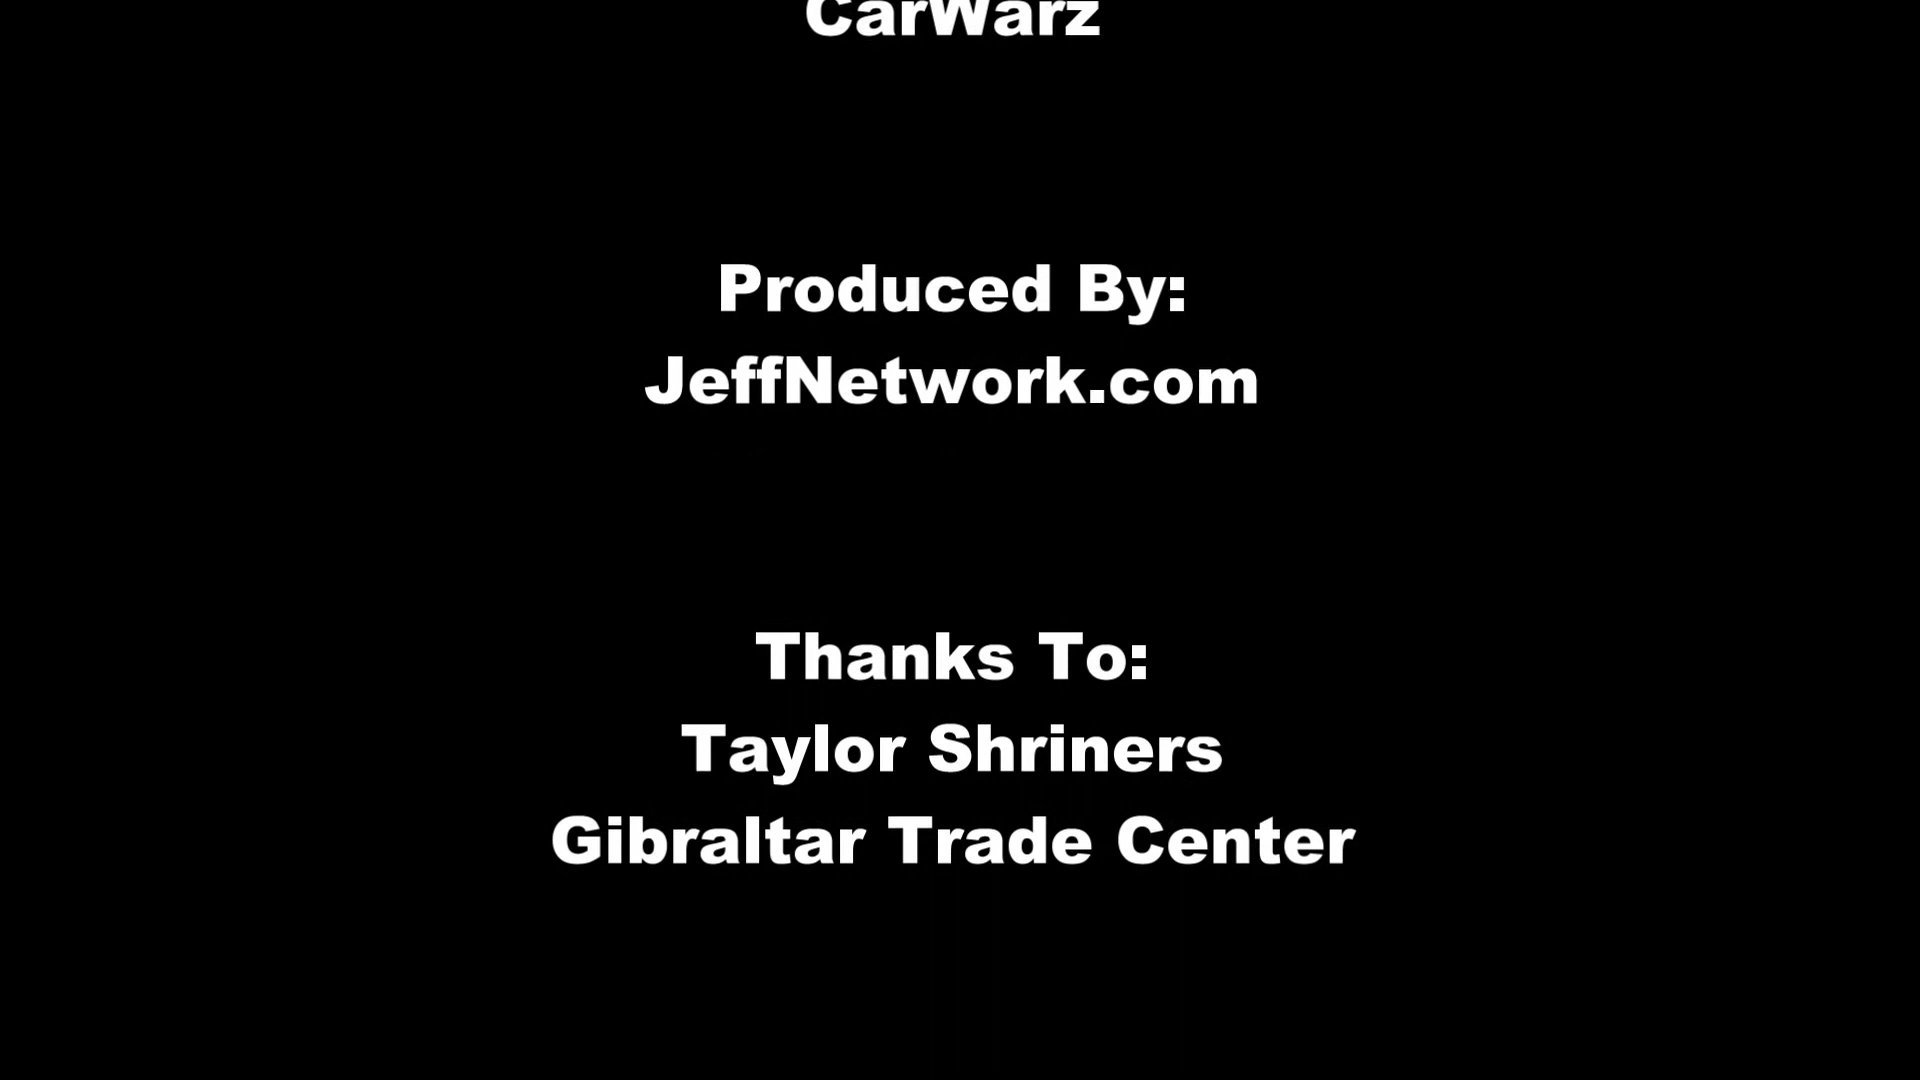 CarWarz
Produced By:
JeffNetwork.com
Thanks To:
Taylor Shriners
Gibraltar Trade Center